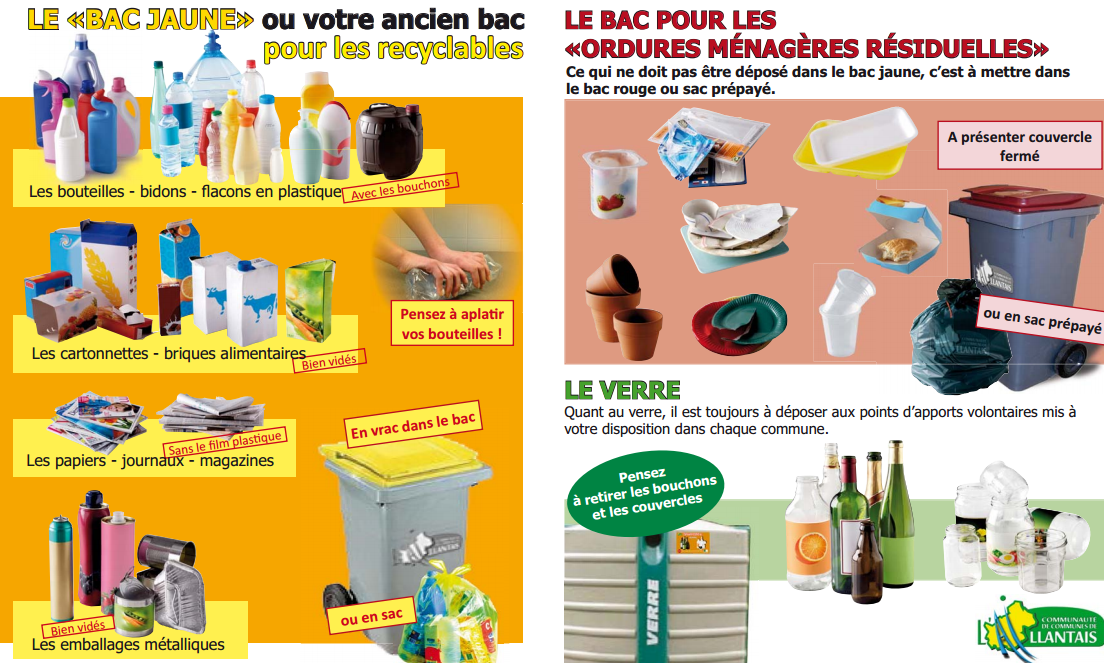 LE «BAC JAUNE» ou votre ancien bac
pour les recyclables
Les bouteilles - bidons - flacons en plastique
Avec les bouchons
Pensez à aplatir
vos bouteilles !
Les cartonnettes - briques alimentaires
Bien vidés
Sans le film plastique
Les papiers - journaux - magazines
En vrac dans le bac
LLANTAIS
ou en sac
Bien vidés
Les emballages métalliques
LE BAC POUR LES
«ORDURES MÉNAGÈRES RÉSIDUELLES»
Ce qui ne doit pas être déposé dans le bac jaune, c’est à mettre dans
le bac rouge ou sac prépayé.
A présenter couvercle
fermé
LLANTAIS
ou en sac prépayé
LLANTAIS
LE VERRE
Quant au verre, il est toujours à déposer aux points d’apports volontaires mis à
votre disposition dans chaque commune.
Pensez
à retirer les bouchons
et les couvercles
VERRE
COMMUNAUTÉ
DE COMMUNES DE
L'AILLANTAIS